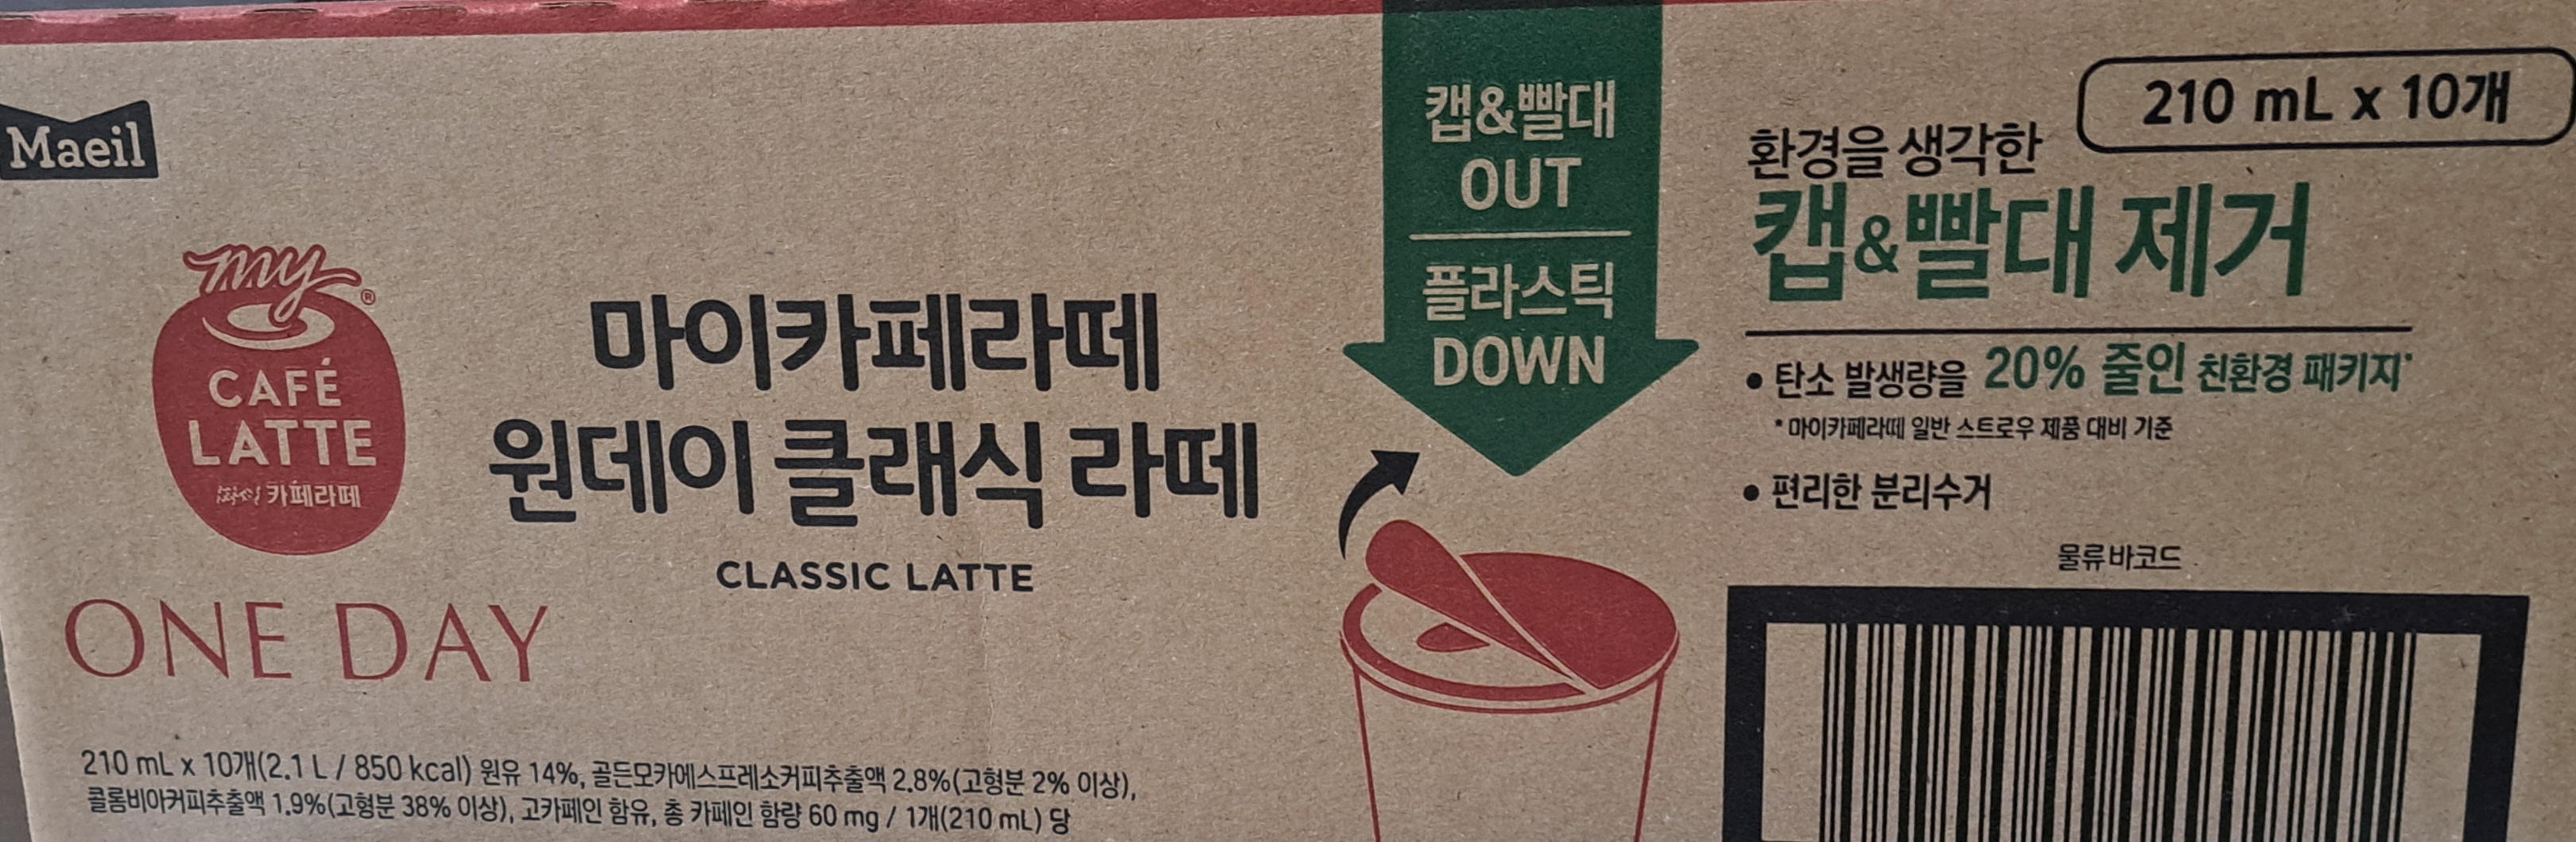 Maeil
my®
CAFÉ
LATTE
마이카페라떼
ONE DAY
마이카페라떼
원데이 클래식 라떼
CLASSIC LATTE
210 mL x 10개(2.1 L / 850 kcal) 원유 14%, 골든모카에스프레소커피추출액 2.8%(고형분 2% 이상),
콜롬비아커피추출액 1.9%(고형분 38% 이상), 고카페인 함유, 총 카페인 함량 60 mg / 1개(210 mL) 당
캡&빨대
OUT
플라스틱
DOWN
210 mL x 10개
환경을 생각한
캡&빨대 제거
• 탄소 발생량을 20% 줄인 친환경 패키지*
* 마이카페라떼 일반 스트로우 제품 대비 기준
• 편리한 분리수거
물류바코드